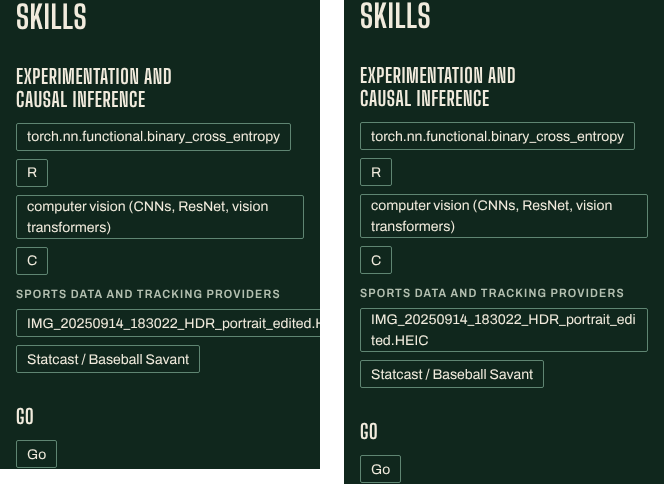 SKILLS
EXPERIMENTATION AND
CAUSAL INFERENCE
torch.nn.functional.binary_cross_entropy
R
computer vision (CNNs, ResNet, vision
transformers)
C
SPORTS DATA AND TRACKING PROVIDERS
IMG_20250914_183022_HDR_portrait_edited.H
Statcast / Baseball Savant
GO
Go
SKILLS
EXPERIMENTATION AND
CAUSAL INFERENCE
torch.nn.functional.binary_cross_entropy
R
computer vision (CNNs, ResNet, vision
transformers)
C
SPORTS DATA AND TRACKING PROVIDERS
IMG_20250914_183022_HDR_portrait_edi
ted.HEIC
Statcast / Baseball Savant
GO
Go